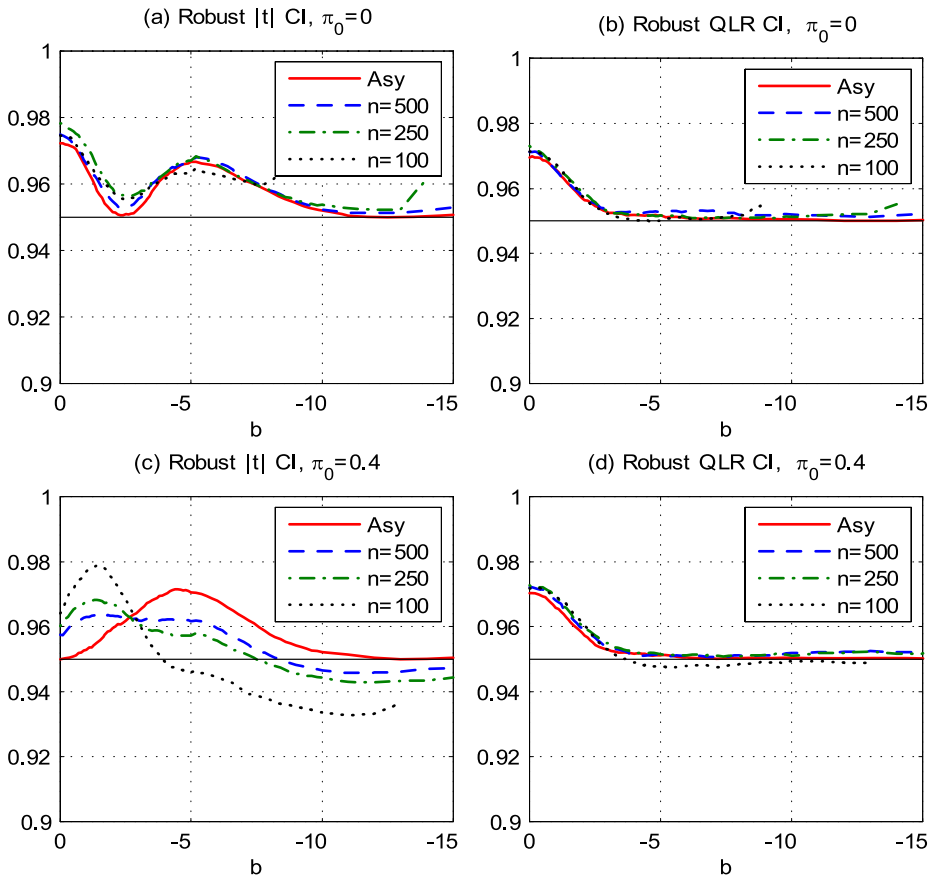 (a) Robust |t| CI, π0=0
1
0.98
0.96
0.94
0.92
0.9
0
-5
-10
-15
b
Asy
n=500
n=250
n=100
(b) Robust QLR CI, π0=0
1
0.98
0.96
0.94
0.92
0.9
0
-5
-10
-15
b
Asy
n=500
n=250
n=100
(c) Robust |t| CI, π0=0.4
1
0.98
0.96
0.94
0.92
0.9
0
-5
-10
-15
b
Asy
n=500
n=250
n=100
(d) Robust QLR CI, π0=0.4
1
0.98
0.96
0.94
0.92
0.9
0
-5
-10
-15
b
Asy
n=500
n=250
n=100